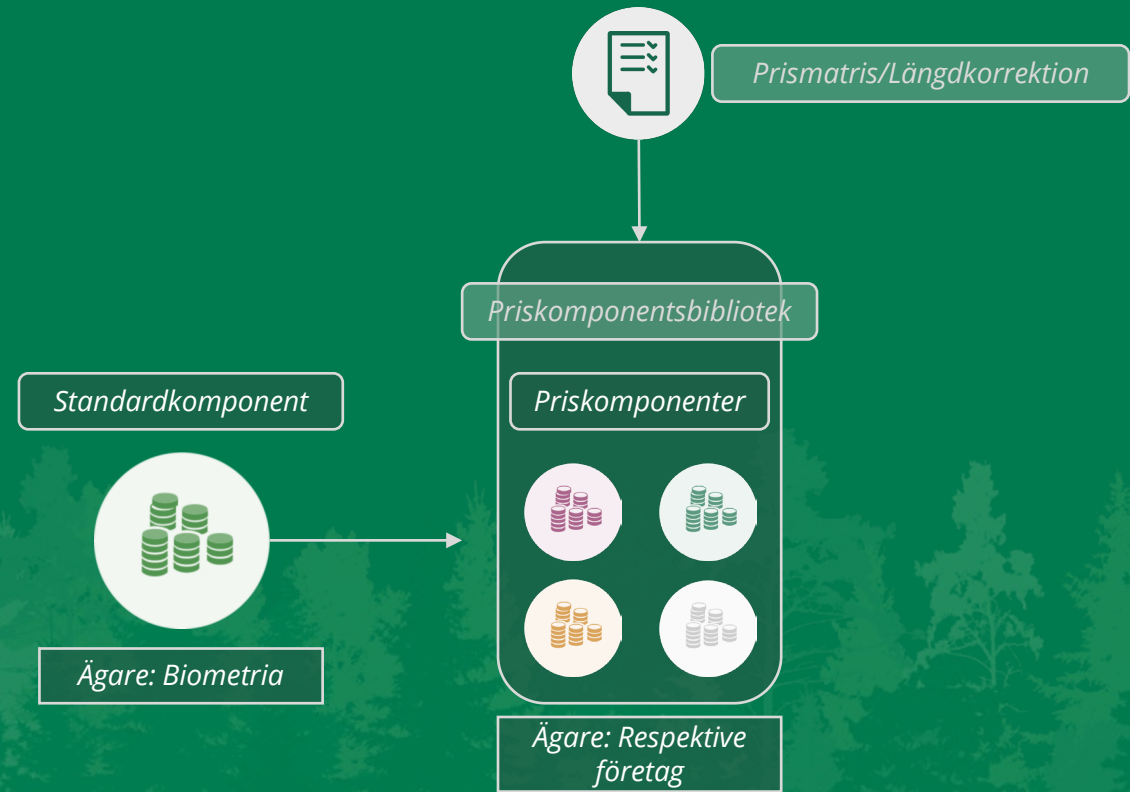 Prismatris/Längdkorrektion
Priskomponentsbibliotek
Standardkomponent
Priskomponenter
Ägare: Biometria
Ägare: Respektive
företag